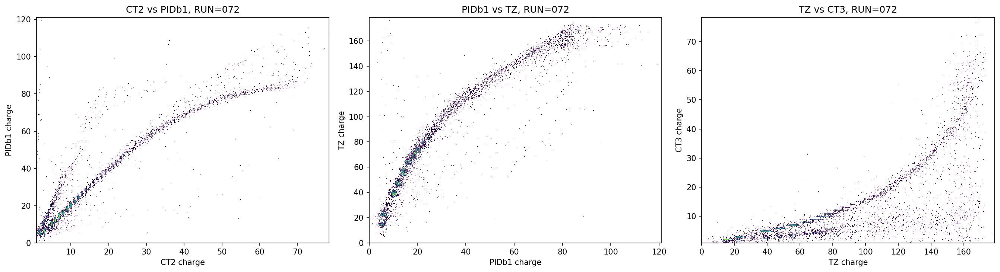 CT2 vs PIDb1, RUN=072
PIDb1 charge
120
100
80
60
40
20
0
10 20 30 40 50 60 70
CT2 charge
PIDb1 vs TZ, RUN=072
TZ charge
160
140
120
100
80
60
40
20
0
0 20 40 60 80 100 120
PIDb1 charge
TZ vs CT3, RUN=072
CT3 charge
70
60
50
40
30
20
10
0 20 40 60 80 100 120 140 160
TZ charge